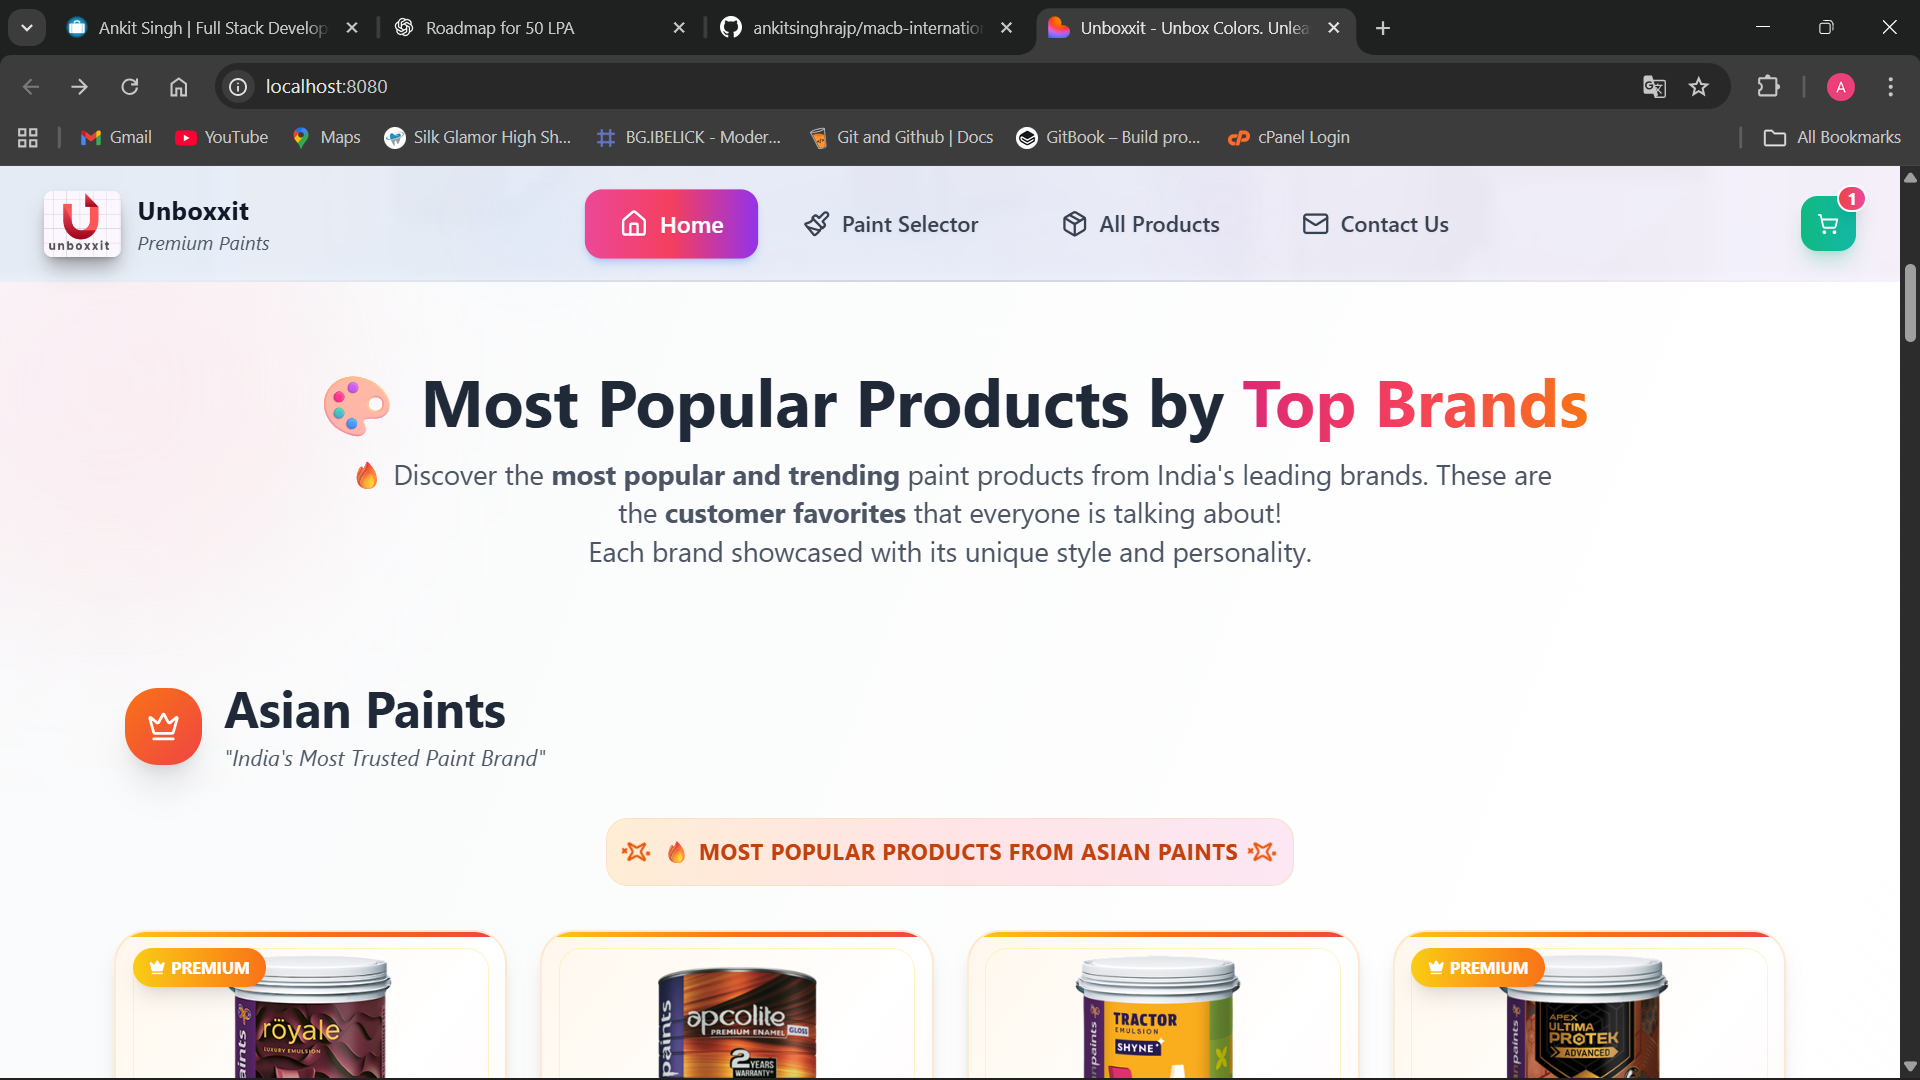 Ankit Singh | Full Stack Develop
Roadmap for 50 LPA
ankitsinghrajp/macb-internatio
Unboxxit - Unbox Colors. Unlea
localhost:8080
A
Gmail
YouTube
Maps
Silk Glamor High Sh...
BG.IBELICK - Moder...
Git and Github | Docs
GitBook – Build pro...
cPanel Login
All Bookmarks
unboxxit
Unboxxit
Premium Paints
Home
Paint Selector
All Products
Contact Us
1
Most Popular Products by Top Brands
Discover the most popular and trending paint products from India's leading brands. These are
the customer favorites that everyone is talking about!
Each brand showcased with its unique style and personality.
Asian Paints
"India's Most Trusted Paint Brand"
MOST POPULAR PRODUCTS FROM ASIAN PAINTS
PREMIUM
röyale
LUXURY EMULSION
paints
apcolite
PREMIUM ENAMEL GLOSS
2 YEARS
WARRANTY*
paints
TRACTOR
EMULSION
SHYNE
PREMIUM
APEX
ULTIMA
PROTEK
ADVANCED